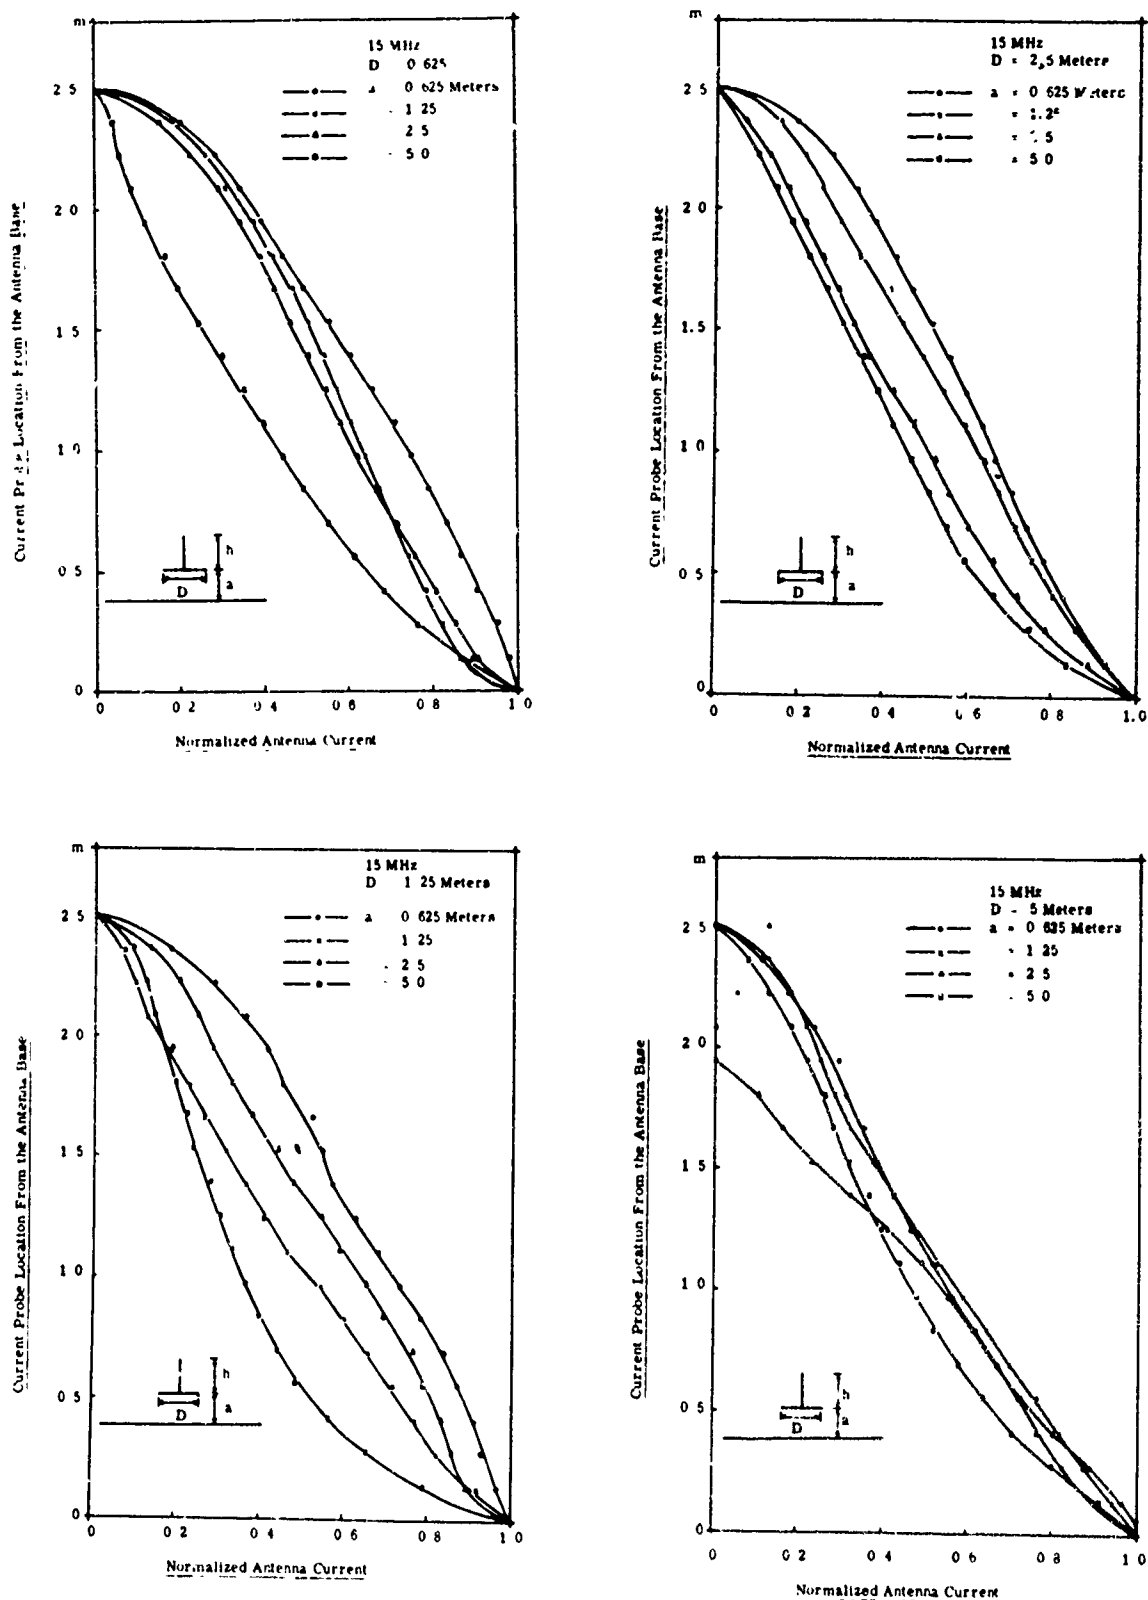 m
15 MHz
D 0 625
a 0 625 Meters
- 1 25
2 5
- 5 0
2 5
2 0
1 5
1 0
0 5
0
h
D
a
0
0 2
0 4
0 6
0 8
1 0
Current Probe Location From the Antenna Base
Normalized Antenna Current
m
15 MHz
D = 2.5 Meters
a = 0 625 Meters
= 1.2
= 5
= 5 0
2 5
2 0
1.5
1 0
0 5
0
h
D
a
0
0 2
0 4
0 6
0 8
1.0
Current Probe Location From the Antenna Base
Normalized Antenna Current
m
15 MHz
D 1 25 Meters
a 0 625 Meters
1 25
- 2 5
- 5 0
2 5
2 0
1 5
1 0
0 5
0
h
D
a
0
0 2
0 4
0 6
0 8
1 0
Current Probe Location From the Antenna Base
Normalized Antenna Current
m
15 MHz
D - 5 Meters
a = 0 625 Meters
= 1 25
= 2 5
- 5 0
2 5
2 0
1 5
1 0
0 5
0
h
D
a
0
0 2
0 4
0 6
0 8
1 0
Current Probe Location From the Antenna Base
Normalized Antenna Current